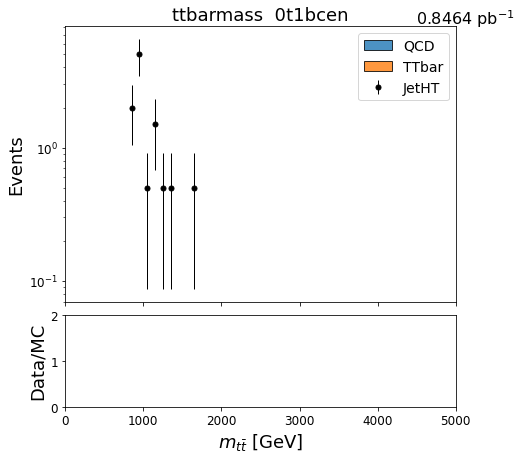 ttbarmass 0t1bcen
0.8464 pb⁻¹
QCD
TTbar
JetHT
Events
10⁰
10⁻¹
Data/MC
2
1
0
0 1000 2000 3000 4000 5000
m_{t\bar{t}} [GeV]